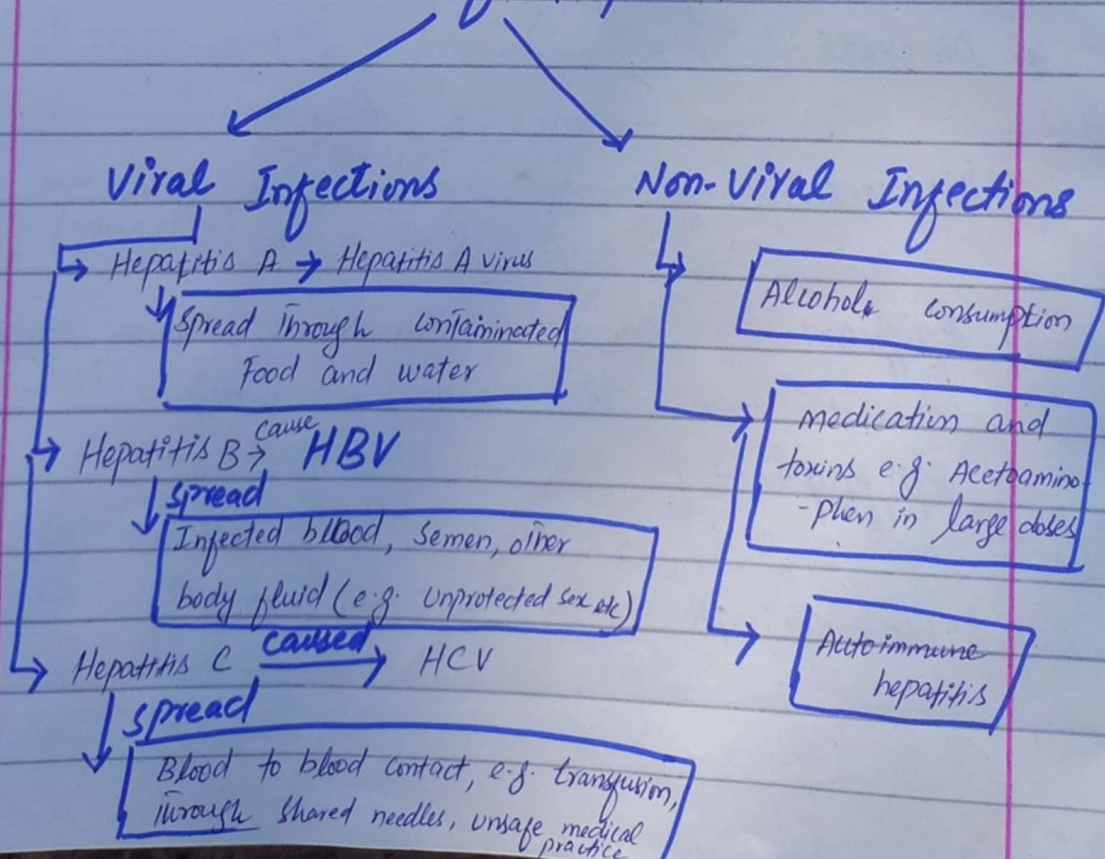 Viral Infections
Hepatitis A → Hepatitis A virus
Spread through contaminated
Food and water
Hepatitis B → cause HBV
spread
Infected blood, semen, other
body fluid (e.g. unprotected sex etc)
Hepatitis C caused → HCV
spread
Blood to blood contact, e.g. transfusion,
through shared needles, unsafe medical
practice
Non-Viral Infections
Alcohol consumption
medication and
toxins e.g. Acetoamino
-phen in large doses
Autoimmune
hepatitis